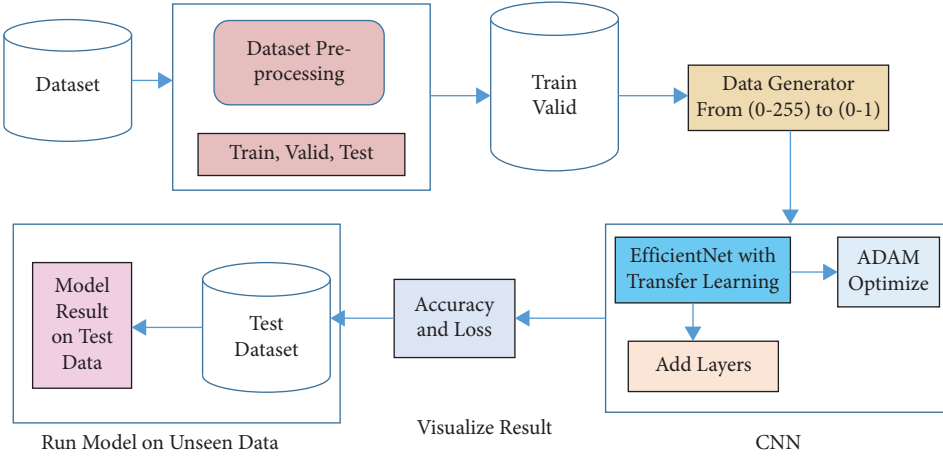 Dataset
Dataset Pre-
processing
Train, Valid, Test
Train
Valid
Data Generator
From (0-255) to (0-1)
EfficientNet with
Transfer Learning
ADAM
Optimize
Add Layers
CNN
Accuracy
and Loss
Visualize Result
Test
Dataset
Model
Result
on Test
Data
Run Model on Unseen Data